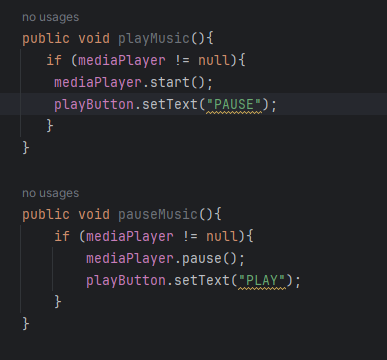 no usages
public void playMusic(){
if (mediaPlayer != null){
mediaPlayer.start();
playButton.setText("PAUSE");
}
}
no usages
public void pauseMusic(){
if (mediaPlayer != null){
mediaPlayer.pause();
playButton.setText("PLAY");
}
}